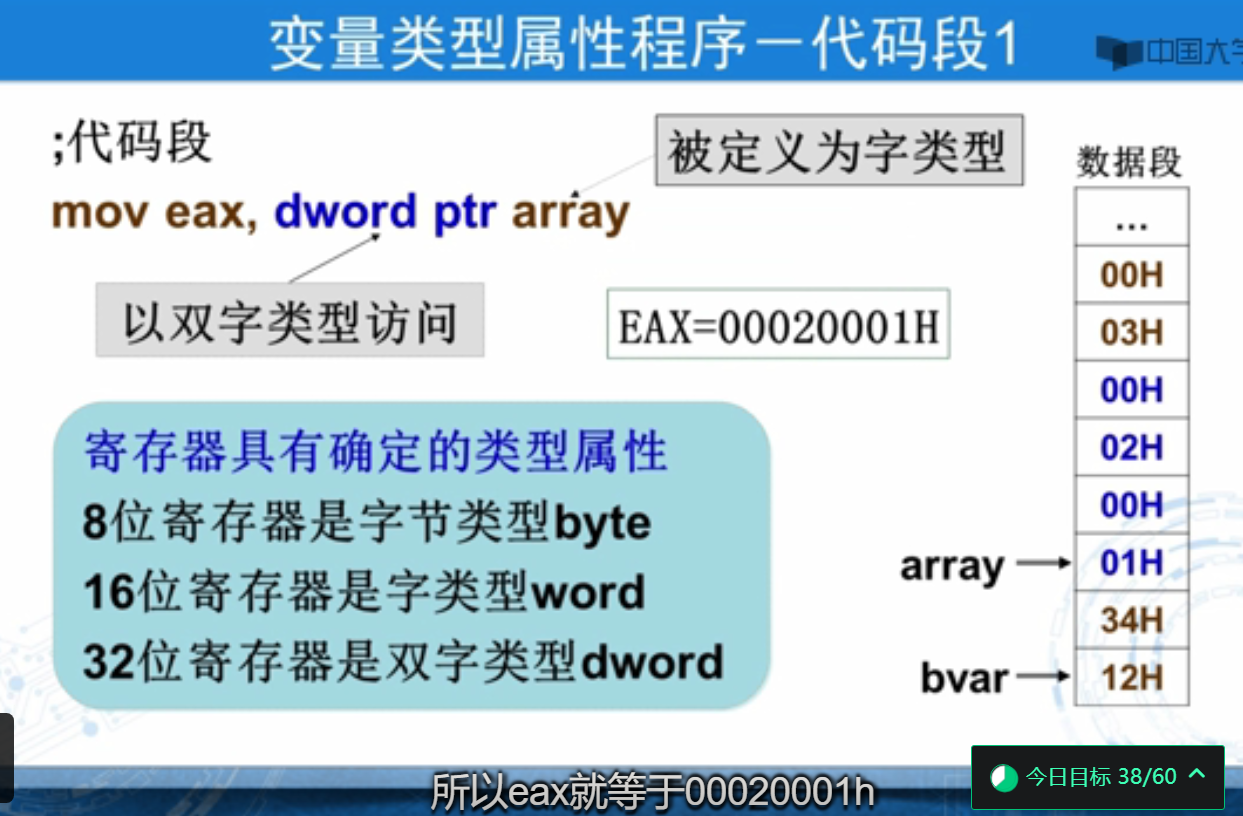 变量类型属性程序－代码段1
中国大学
;代码段
被定义为字类型
mov eax, dword ptr array
以双字类型访问
EAX=00020001H
寄存器具有确定的类型属性
8位寄存器是字节类型byte
16位寄存器是字类型word
32位寄存器是双字类型dword
数据段
...
00H
03H
00H
02H
00H
array
01H
34H
bvar
12H
所以eax就等于00020001h
今日目标 38/60